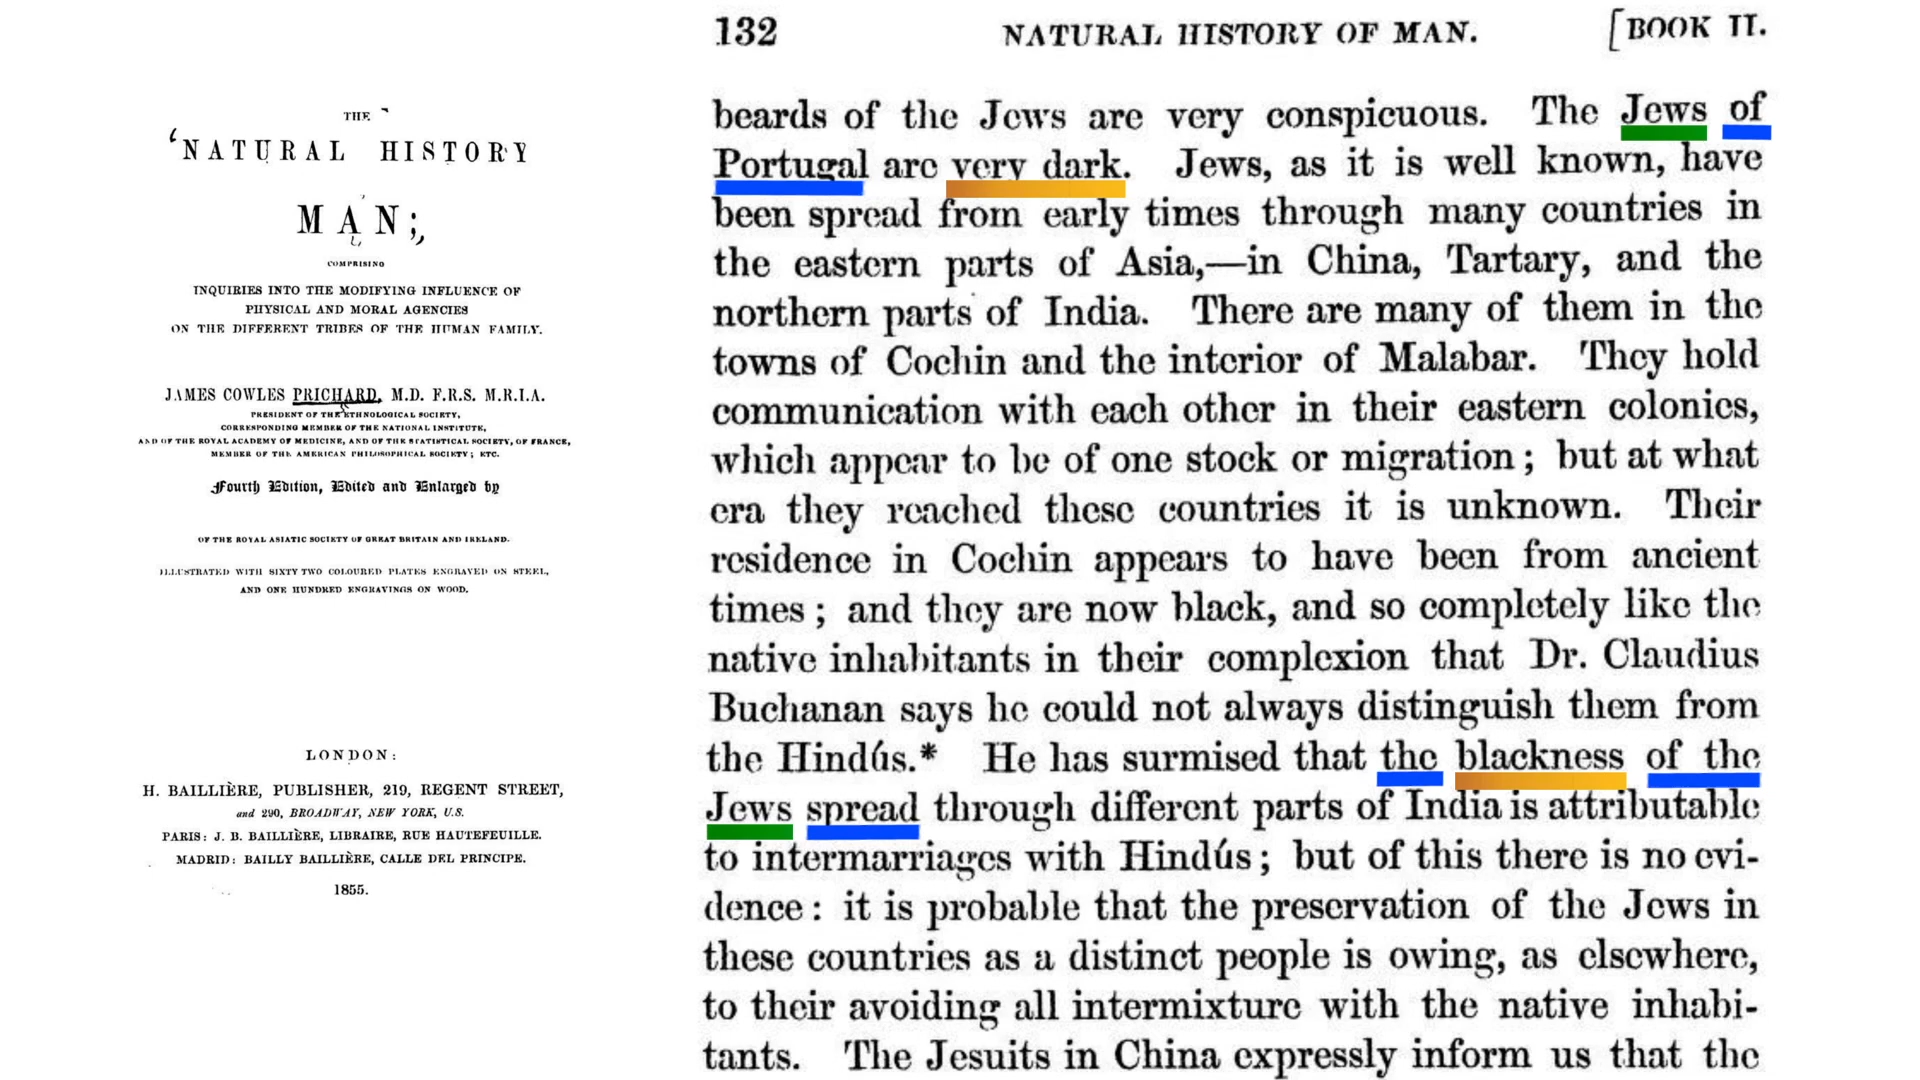 THE
NATURAL HISTORY
MAN;
COMPRISING
INQUIRIES INTO THE MODIFYING INFLUENCE OF
PHYSICAL AND MORAL AGENCIES
ON THE DIFFERENT TRIBES OF THE HUMAN FAMILY.
JAMES COWLES PRICHARD, M.D. F.R.S. M.R.I.A.
PRESIDENT OF THE ETHNOLOGICAL SOCIETY,
CORRESPONDING MEMBER OF THE NATIONAL INSTITUTE,
AND OF THE ROYAL ACADEMY OF MEDICINE, AND OF THE STATISTICAL SOCIETY, OF FRANCE,
MEMBER OF THE AMERICAN PHILOSOPHICAL SOCIETY; ETC.
Fourth Edition, Edited and Enlarged by
OF THE ROYAL ASIATIC SOCIETY OF GREAT BRITAIN AND IRELAND.
ILLUSTRATED WITH SIXTY TWO COLOURED PLATES ENGRAVED ON STEEL,
AND ONE HUNDRED ENGRAVINGS ON WOOD.
LONDON:
H. BAILLIÈRE, PUBLISHER, 219, REGENT STREET,
and 290, BROADWAY, NEW YORK, U.S.
PARIS: J. B. BAILLIÈRE, LIBRAIRE, RUE HAUTEFEUILLE.
MADRID: BAILLY BAILLIÈRE, CALLE DEL PRINCIPE.
1855.
132 NATURAL HISTORY OF MAN. [BOOK II.
beards of the Jews are very conspicuous. The Jews of
Portugal are very dark. Jews, as it is well known, have
been spread from early times through many countries in
the eastern parts of Asia,—in China, Tartary, and the
northern parts of India. There are many of them in the
towns of Cochin and the interior of Malabar. They hold
communication with each other in their eastern colonies,
which appear to be of one stock or migration; but at what
era they reached these countries it is unknown. Their
residence in Cochin appears to have been from ancient
times; and they are now black, and so completely like the
native inhabitants in their complexion that Dr. Claudius
Buchanan says he could not always distinguish them from
the Hindús.* He has surmised that the blackness of the
Jews spread through different parts of India is attributable
to intermarriages with Hindús; but of this there is no evi-
dence: it is probable that the preservation of the Jews in
these countries as a distinct people is owing, as elsewhere,
to their avoiding all intermixture with the native inhabi-
tants. The Jesuits in China expressly inform us that the